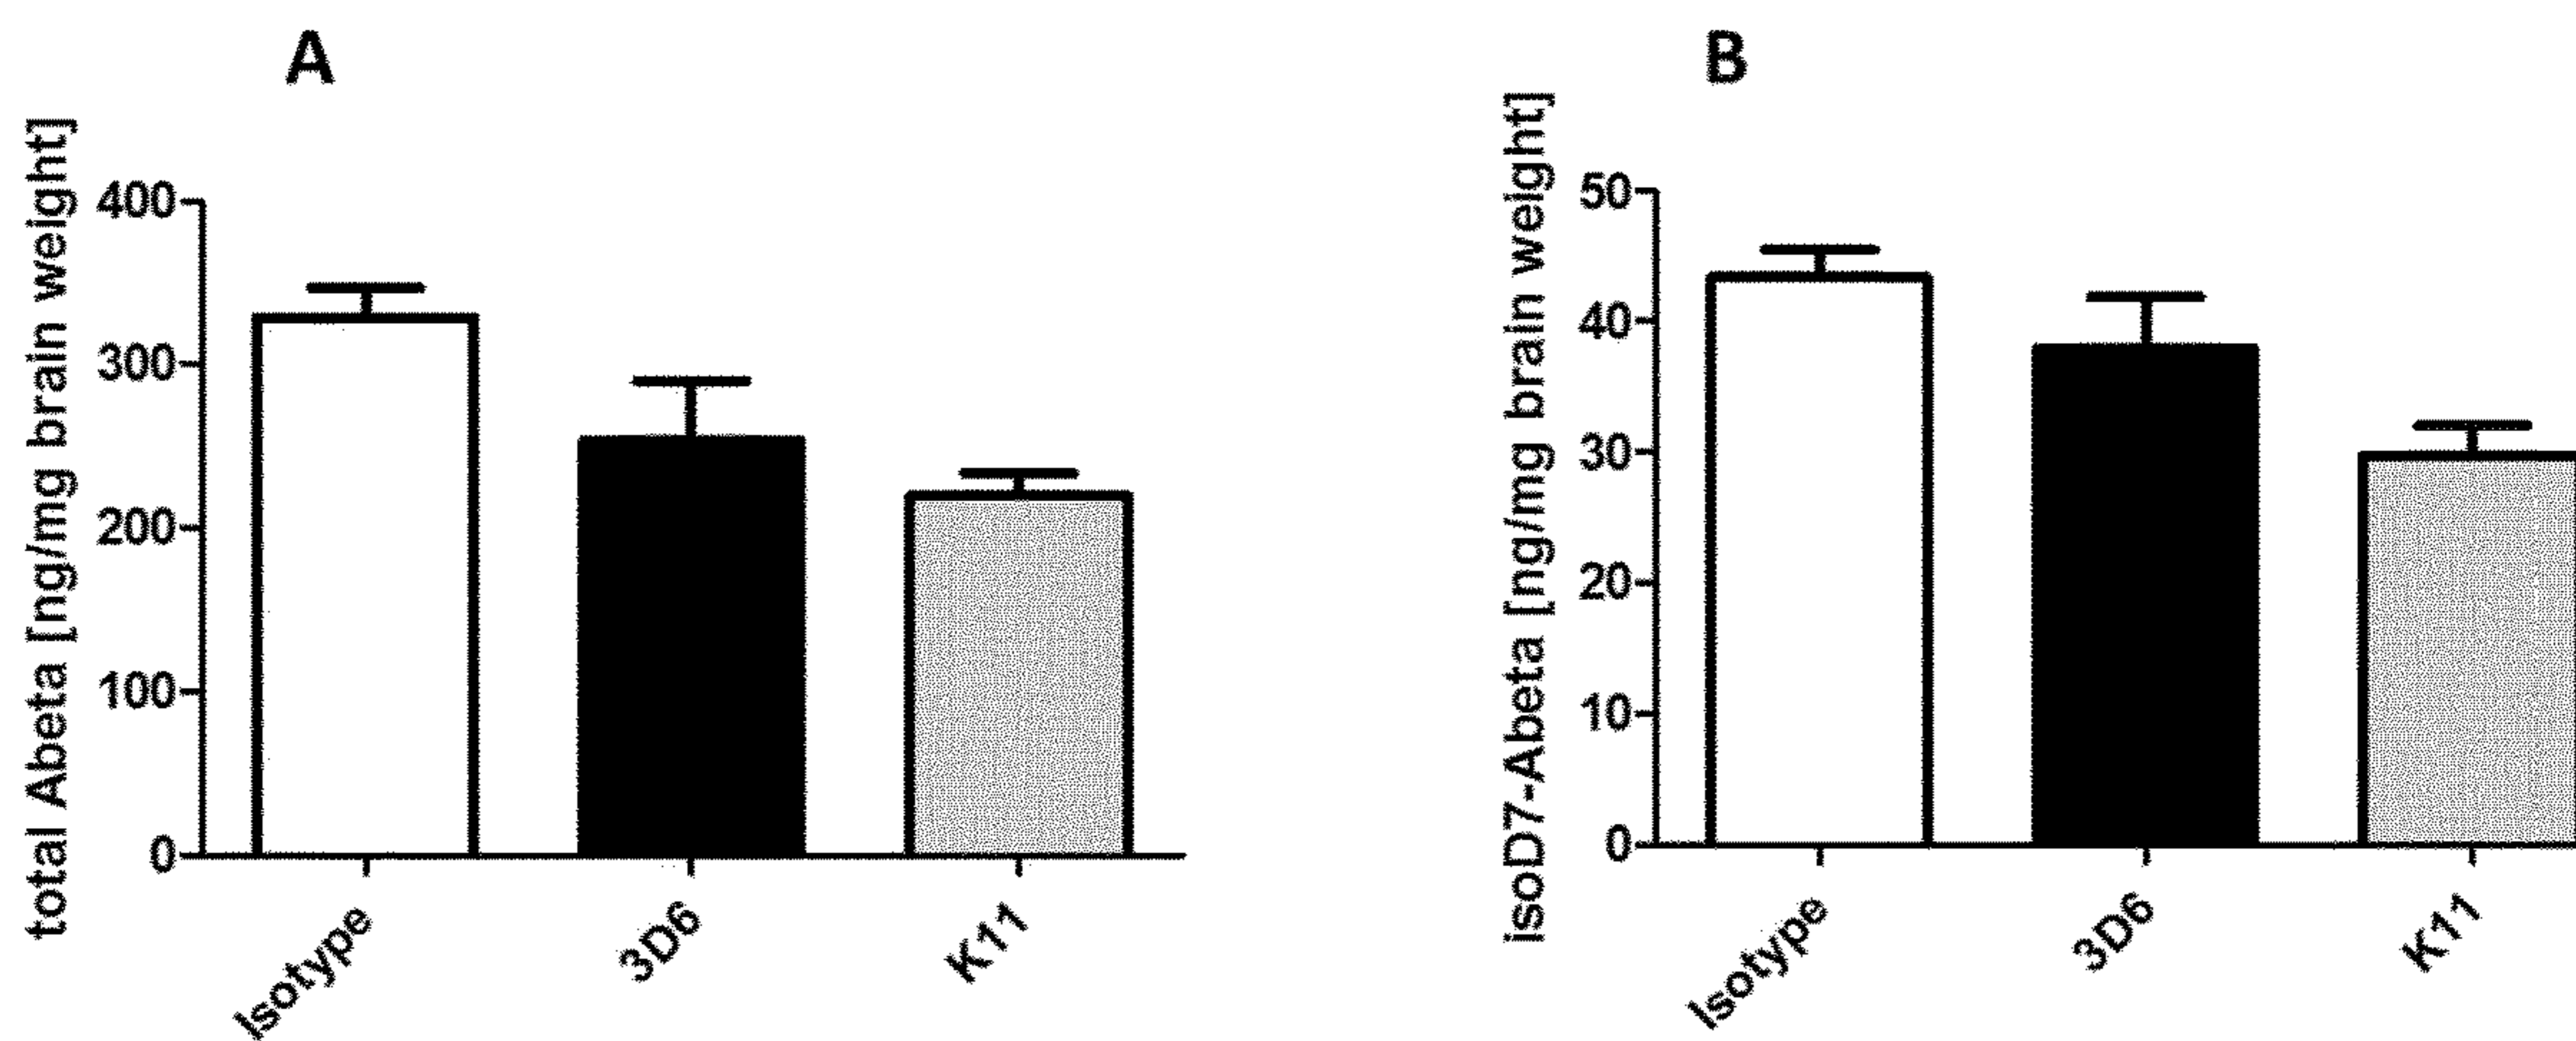 A
total Abeta [ng/mg brain weight]
400
300
200
100
0
Isotype
3D6
K11
B
isoD7-Abeta [ng/mg brain weight]
50
40
30
20
10
0
Isotype
3D6
K11